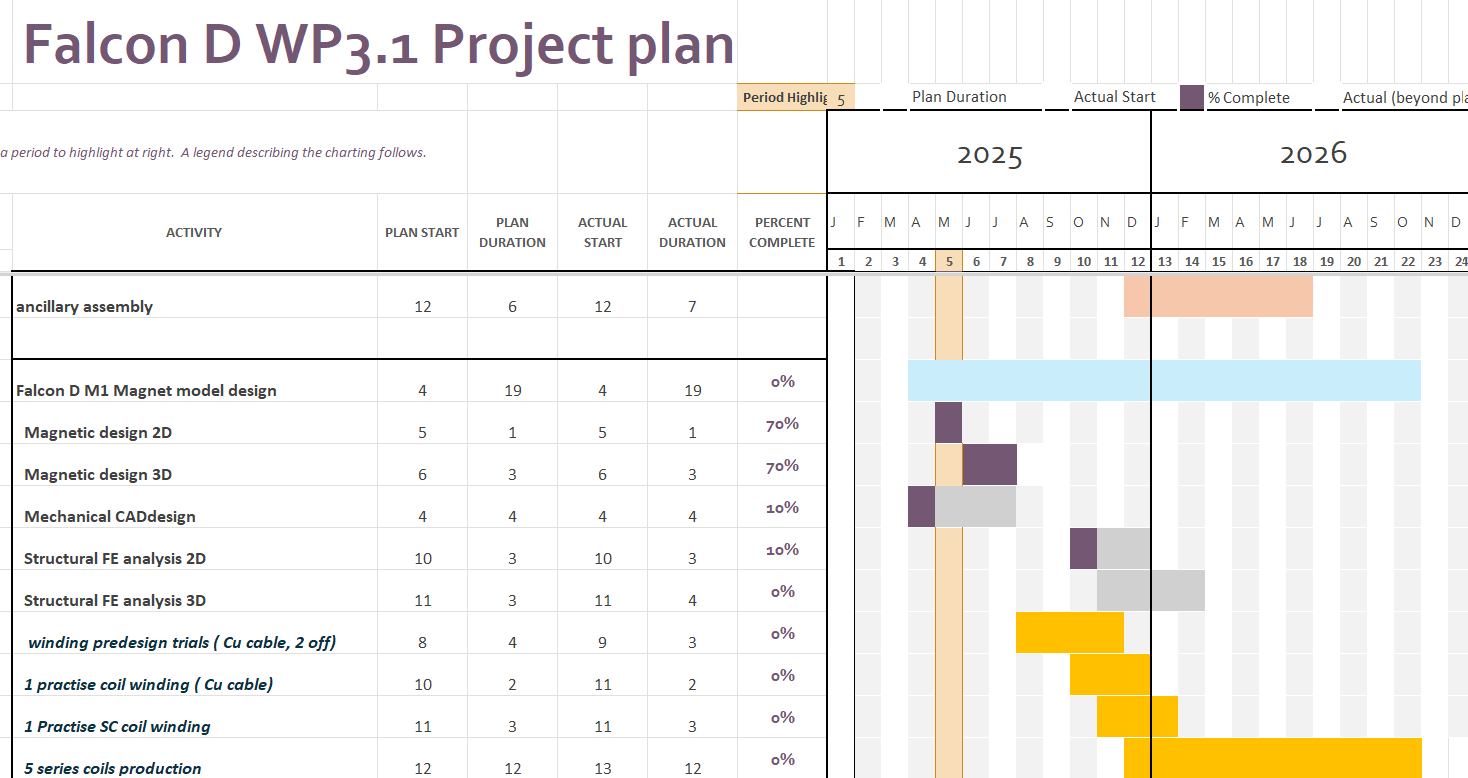 Falcon D WP3.1 Project plan
Period Highlig 5 Plan Duration Actual Start % Complete Actual (beyond pla
a period to highlight at right. A legend describing the charting follows.
2025 2026
ACTIVITY PLAN START PLAN DURATION ACTUAL START ACTUAL DURATION PERCENT COMPLETE
J F M A M J J A S O N D J F M A M J J A S O N D
1 2 3 4 5 6 7 8 9 10 11 12 13 14 15 16 17 18 19 20 21 22 23 24
ancillary assembly 12 6 12 7
Falcon D M1 Magnet model design 4 19 4 19 0%
Magnetic design 2D 5 1 5 1 70%
Magnetic design 3D 6 3 6 3 70%
Mechanical CADdesign 4 4 4 4 10%
Structural FE analysis 2D 10 3 10 3 10%
Structural FE analysis 3D 11 3 11 4 0%
winding predesign trials ( Cu cable, 2 off) 8 4 9 3 0%
1 practise coil winding ( Cu cable) 10 2 11 2 0%
1 Practise SC coil winding 11 3 11 3 0%
5 series coils production 12 12 13 12 0%